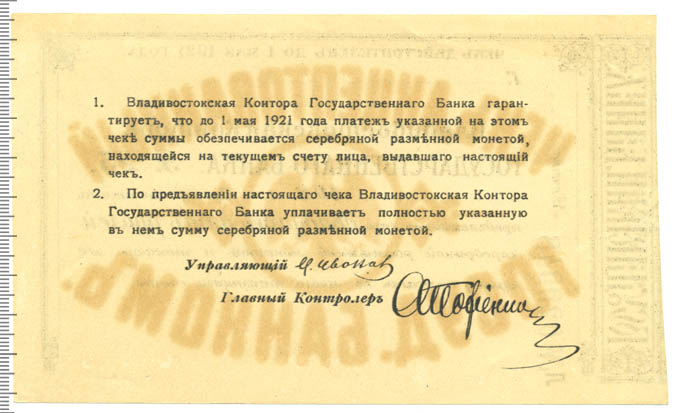 1. Владивостокская Контора Государственнаго Банка гаран-
тируетъ, что до 1 мая 1921 года платежъ указанной на этомъ
чекѣ суммы обезпечивается серебряной размѣнной монетой,
находящейся на текущемъ счету лица, выдавшаго настоящій
чекъ.
2. По предъявленіи настоящаго чека Владивостокская Контора
Государственнаго Банка уплачиваетъ полностью указанную
въ немъ сумму серебряной размѣнной монетой.
Управляющій
Главный Контролеръ